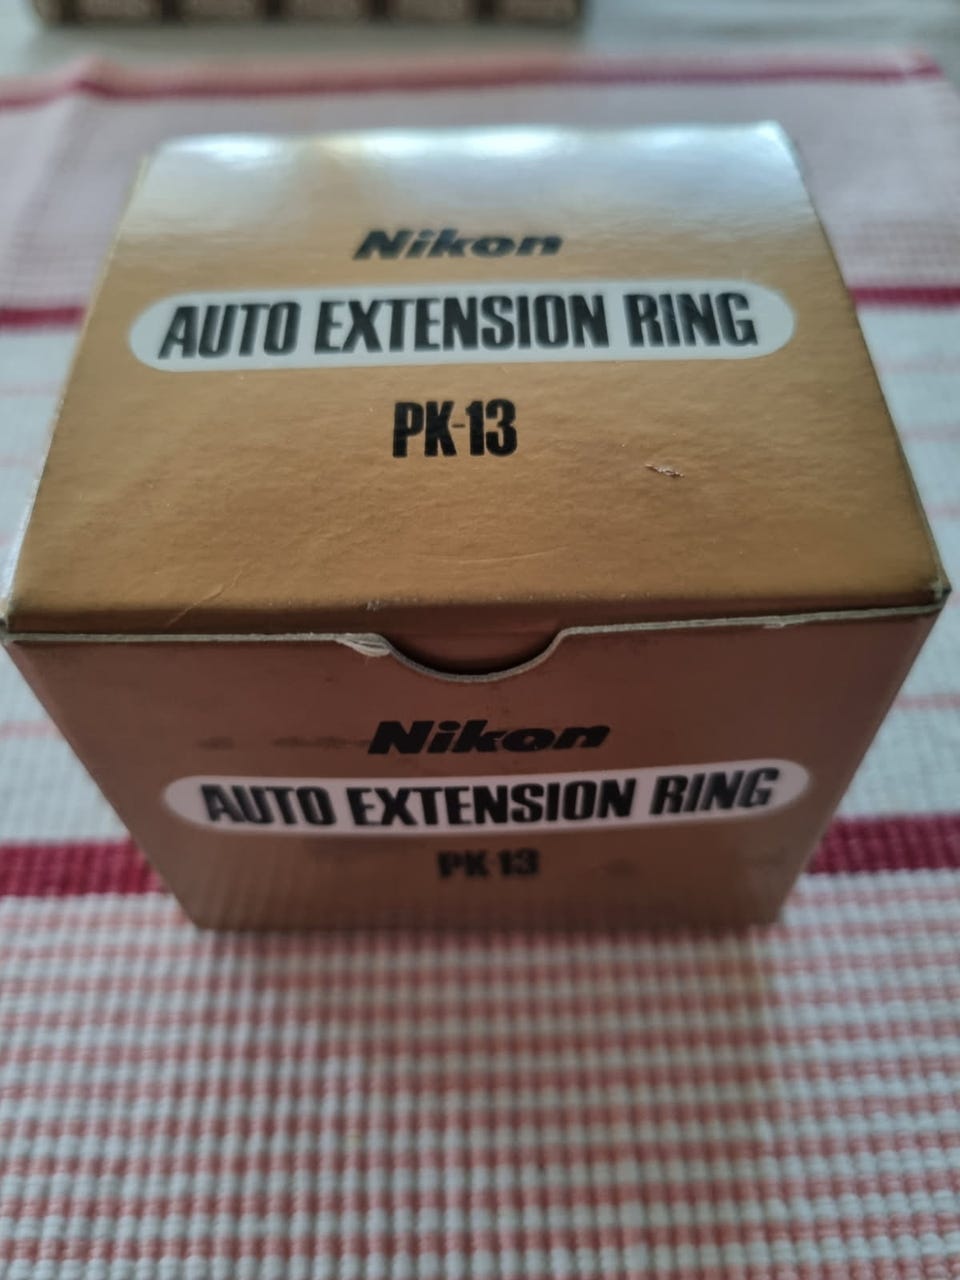 Nikon
AUTO EXTENSION RING
PK-13
Nikon
AUTO EXTENSION RING
PK-13